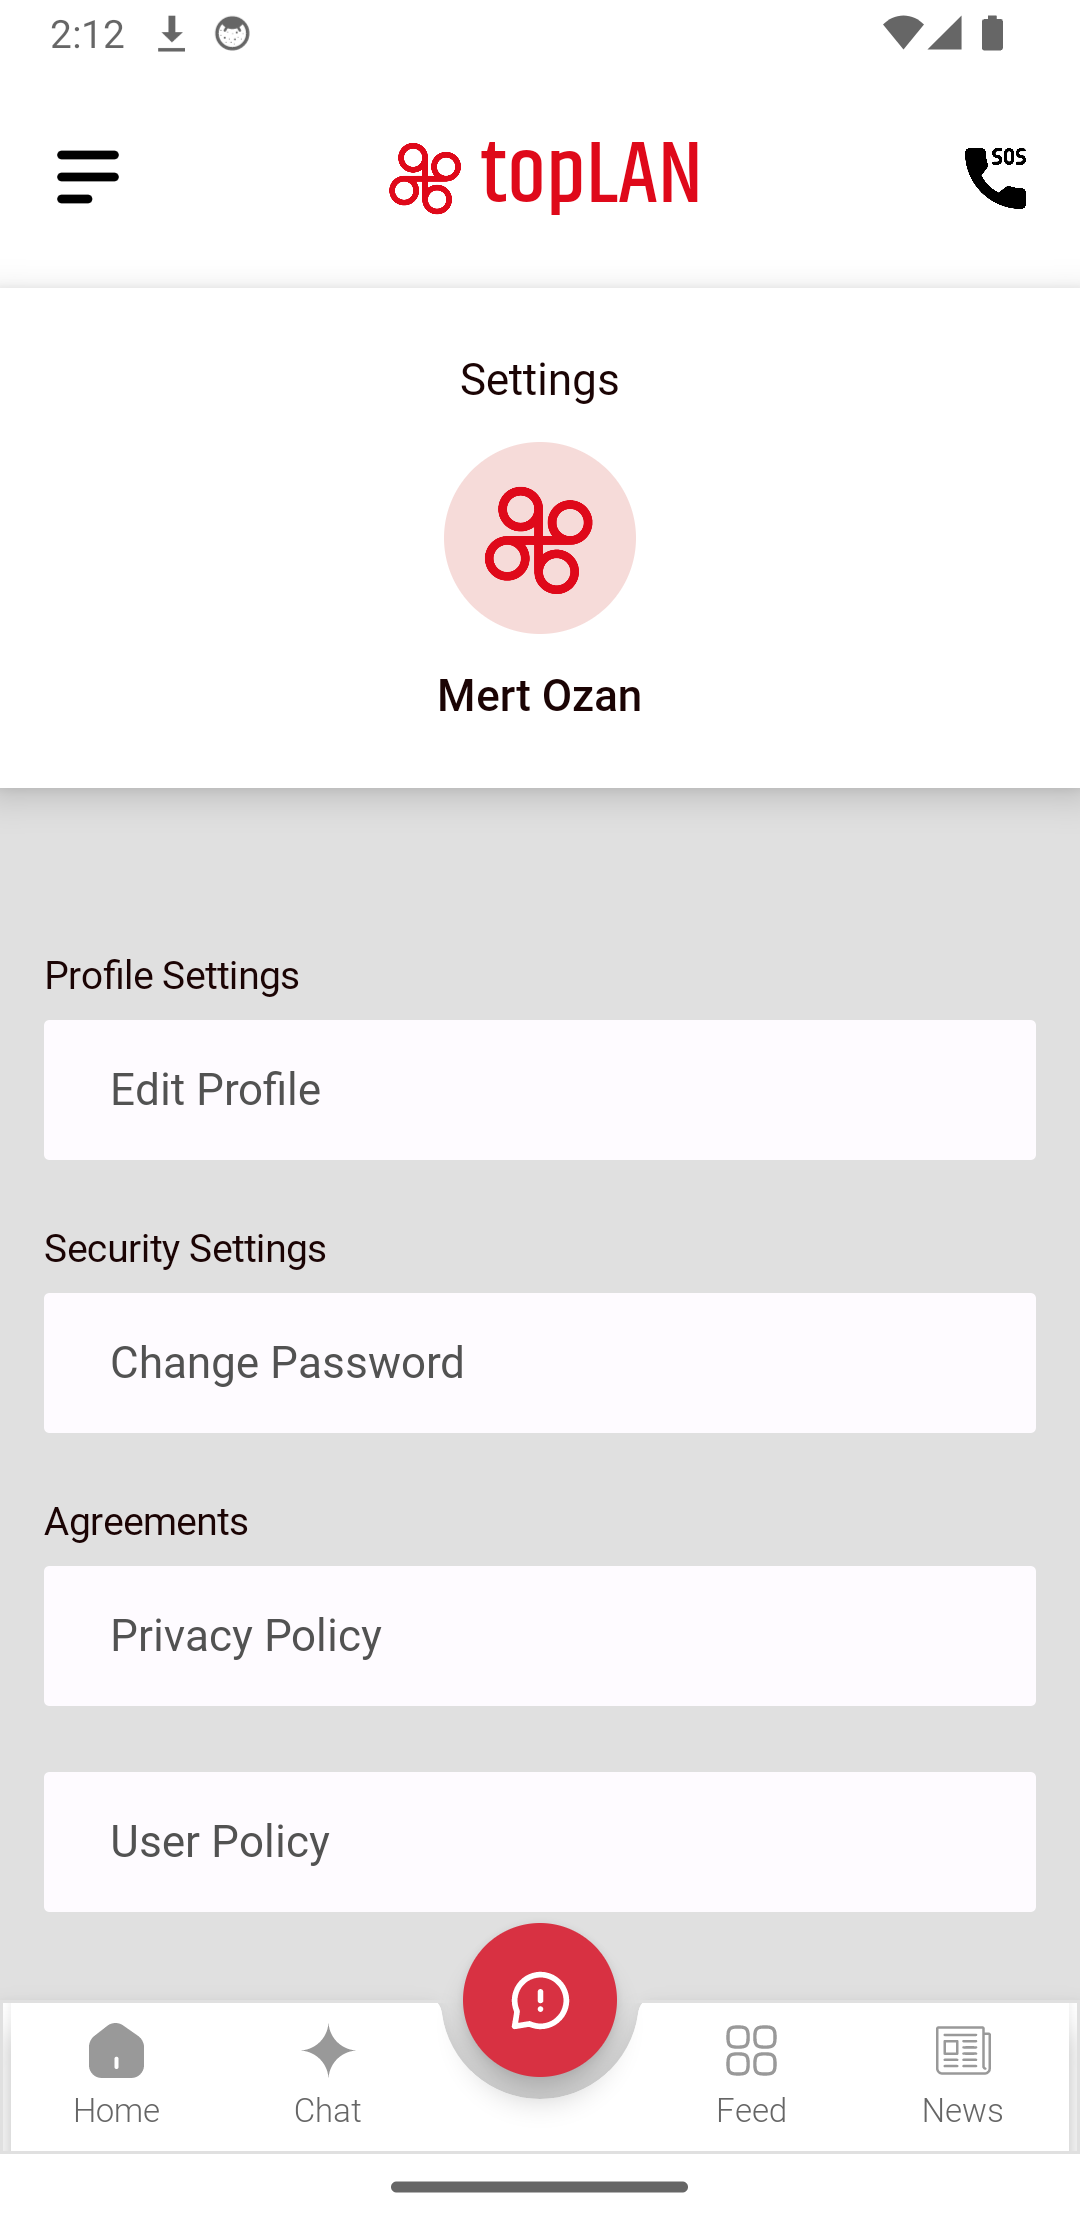 2:12
topLAN
SOS
Settings
Mert Ozan
Profile Settings
Edit Profile
Security Settings
Change Password
Agreements
Privacy Policy
User Policy
Home
Chat
Feed
News